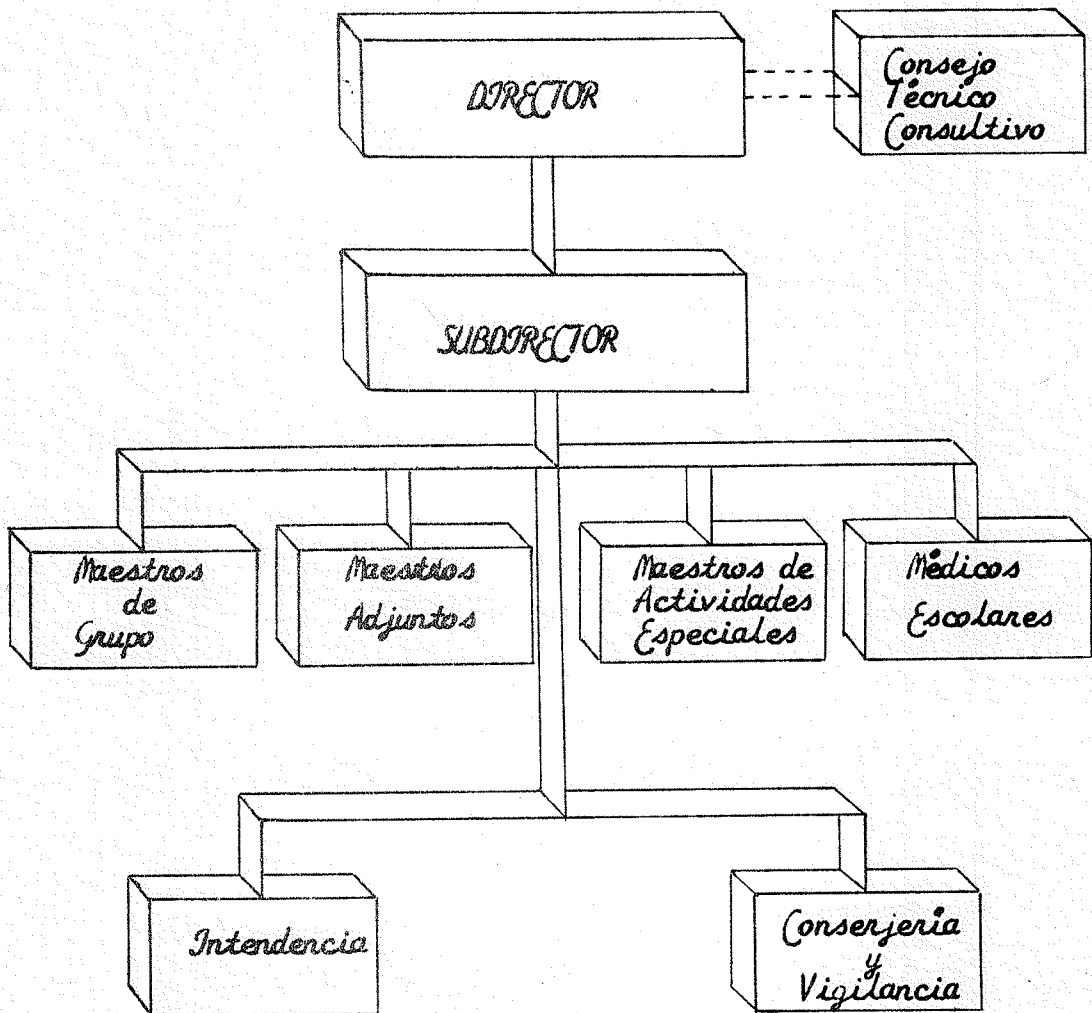 DIRECTOR
Consejo
Técnico
Consultivo
SUBDIRECTOR
Maestros
de
Grupo
Maestros
Adjuntos
Maestros de
Actividades
Especiales
Médicos
Escolares
Intendencia
Conserjería
y
Vigilancia